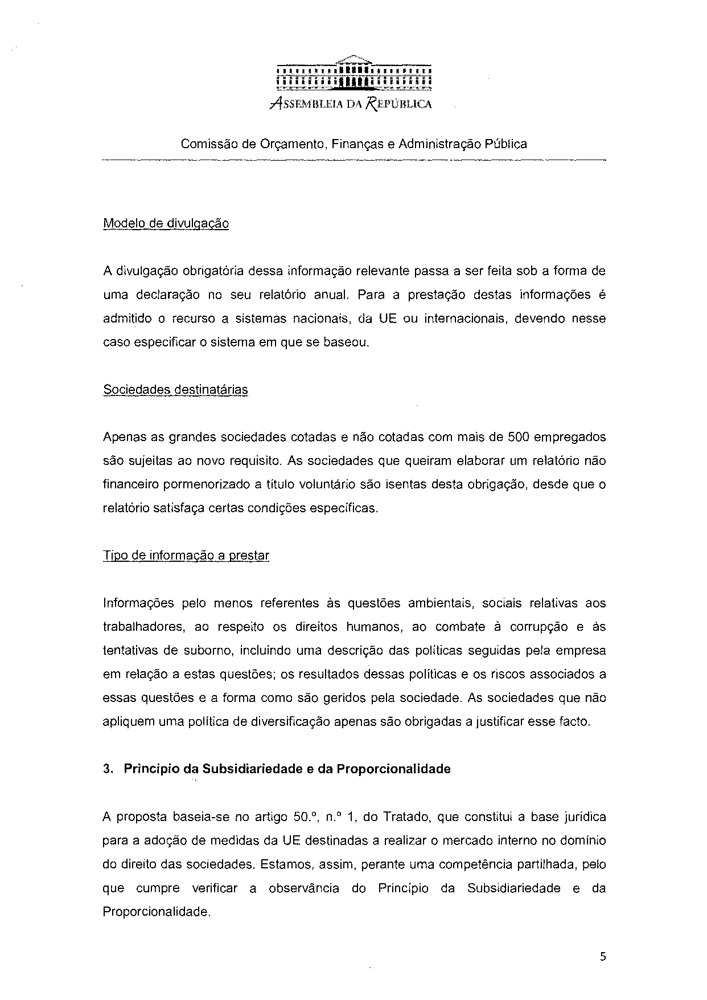 ASSEMBLEIA DA REPÚBLICA
Comissão de Orçamento, Finanças e Administração Pública
Modelo de divulgação
A divulgação obrigatória dessa informação relevante passa a ser feita sob a forma de
uma declaração no seu relatório anual. Para a prestação destas informações é
admitido o recurso a sistemas nacionais, da UE ou internacionais, devendo nesse
caso especificar o sistema em que se baseou.
Sociedades destinatárias
Apenas as grandes sociedades cotadas e não cotadas com mais de 500 empregados
são sujeitas ao novo requisito. As sociedades que queiram elaborar um relatório não
financeiro pormenorizado a título voluntário são isentas desta obrigação, desde que o
relatório satisfaça certas condições específicas.
Tipo de informação a prestar
Informações pelo menos referentes às questões ambientais, sociais relativas aos
trabalhadores, ao respeito os direitos humanos, ao combate à corrupção e às
tentativas de suborno, incluindo uma descrição das políticas seguidas pela empresa
em relação a estas questões; os resultados dessas políticas e os riscos associados a
essas questões e a forma como são geridos pela sociedade. As sociedades que não
apliquem uma política de diversificação apenas são obrigadas a justificar esse facto.
3. Princípio da Subsidiariedade e da Proporcionalidade
A proposta baseia-se no artigo 50.º, n.º 1, do Tratado, que constitui a base jurídica
para a adoção de medidas da UE destinadas a realizar o mercado interno no domínio
do direito das sociedades. Estamos, assim, perante uma competência partilhada, pelo
que cumpre verificar a observância do Princípio da Subsidiariedade e da
Proporcionalidade.
5